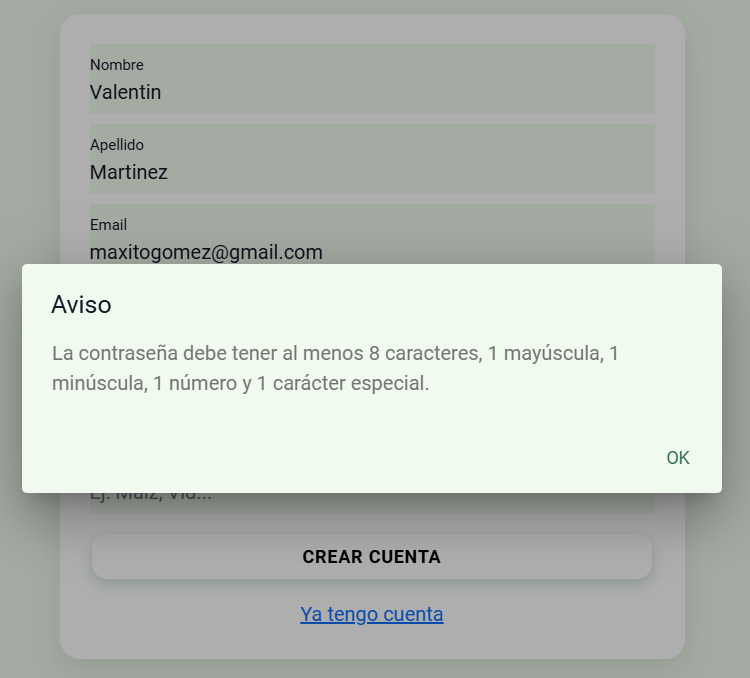 Nombre
Valentin
Apellido
Martinez
Email
maxitogomez@gmail.com
Aviso
La contraseña debe tener al menos 8 caracteres, 1 mayúscula, 1
minúscula, 1 número y 1 carácter especial.
OK
Ej: Maíz, Vid...
CREAR CUENTA
Ya tengo cuenta